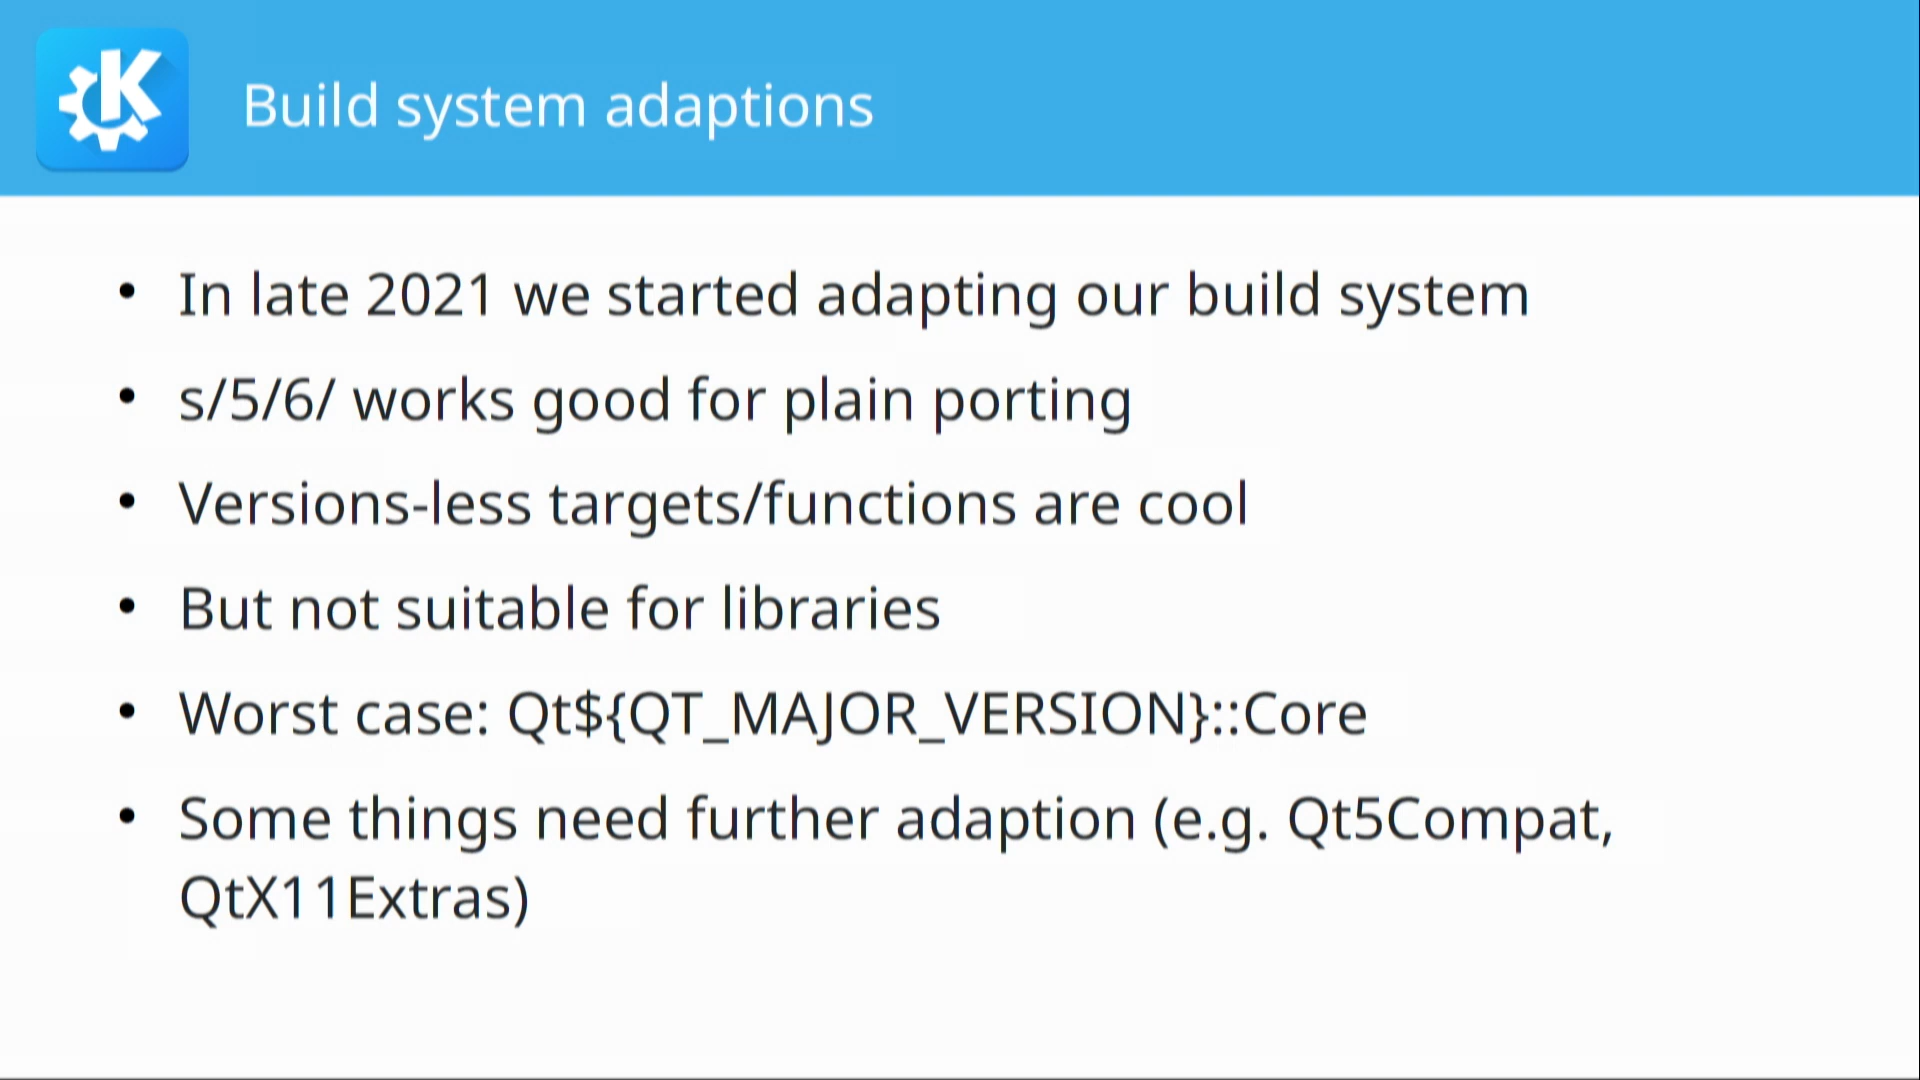 Build system adaptions
• In late 2021 we started adapting our build system
• s/5/6/ works good for plain porting
• Versions-less targets/functions are cool
• But not suitable for libraries
• Worst case: Qt${QT_MAJOR_VERSION}::Core
• Some things need further adaption (e.g. Qt5Compat,
QtX11Extras)